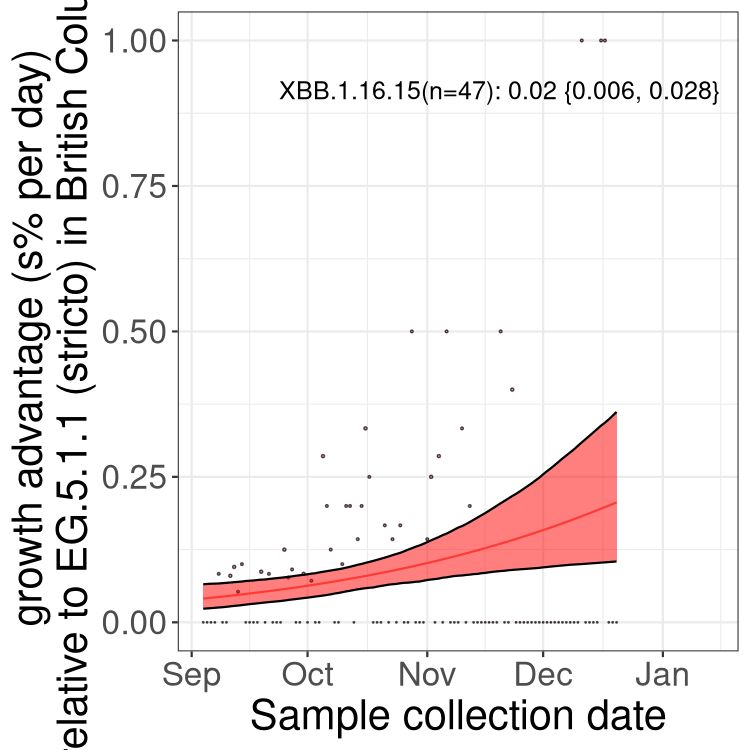 growth advantage (s% per day)
relative to EG.5.1.1 (stricto) in British
1.00
0.75
0.50
0.25
0.00
XBB.1.16.15(n=47): 0.02 {0.006, 0.028}
Sep Oct Nov Dec Jan
Sample collection date